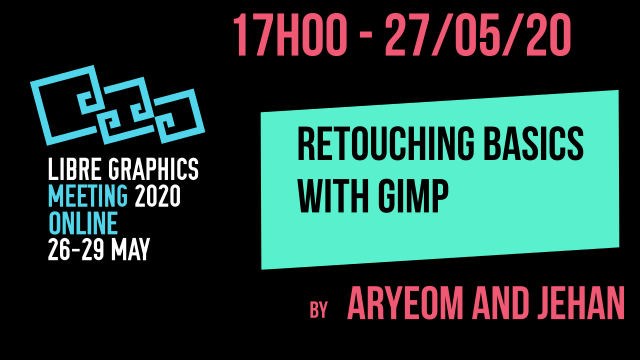 17H00 - 27/05/20
LIBRE GRAPHICS
MEETING 2020
ONLINE
26-29 MAY
RETOUCHING BASICS
WITH GIMP
BY ARYEOM AND JEHAN